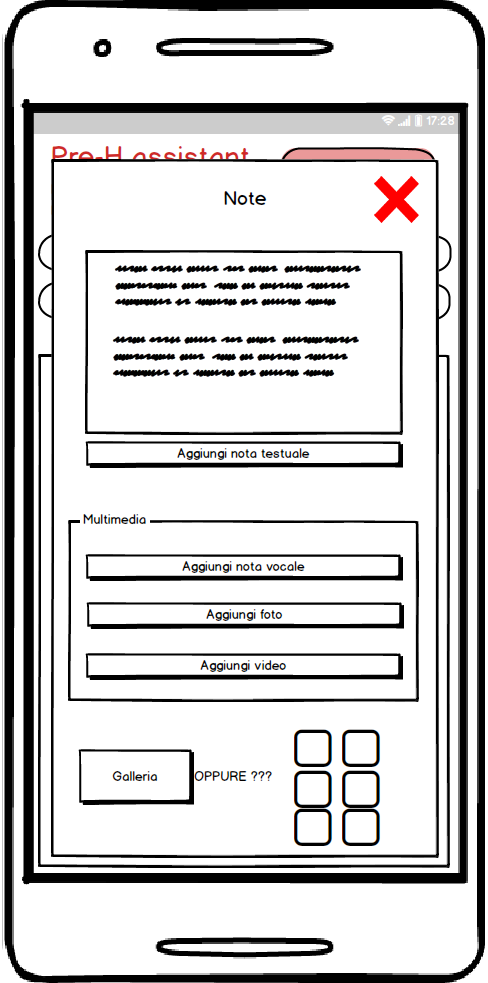 17:28
Pre-H assistant
Note
Aggiungi nota testuale
Multimedia
Aggiungi nota vocale
Aggiungi foto
Aggiungi video
Galleria
OPPURE ???